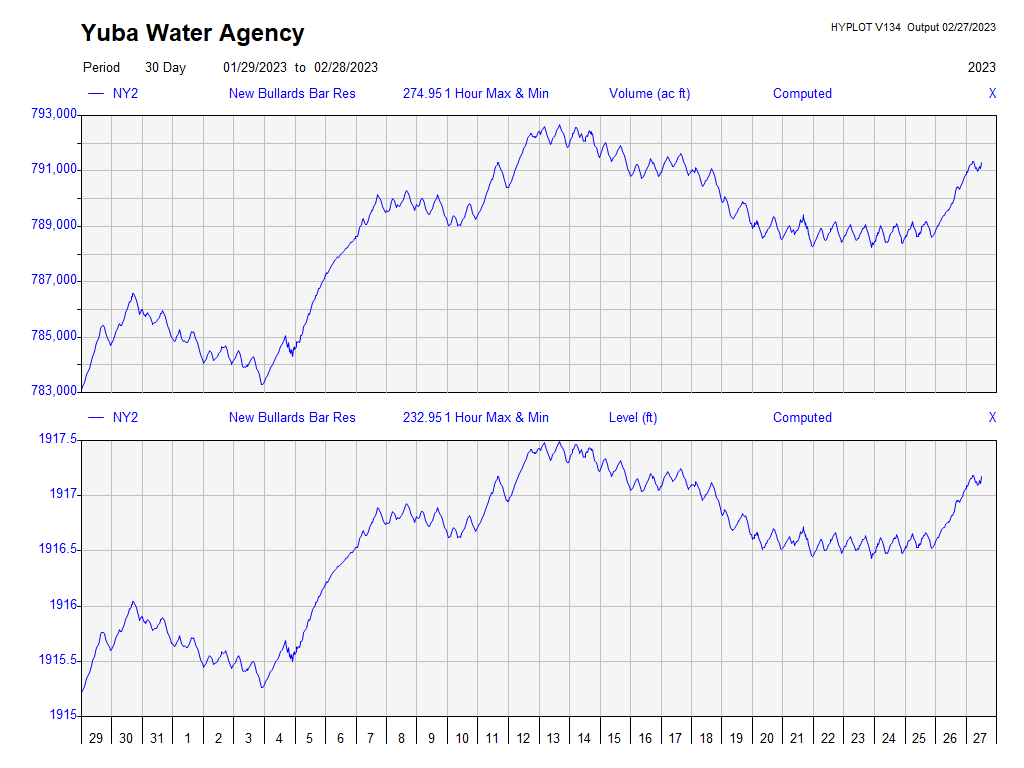 Yuba Water Agency
HYPLOT V134 Output 02/27/2023
Period 30 Day 01/29/2023 to 02/28/2023 2023
NY2 New Bullards Bar Res 274.95 1 Hour Max & Min Volume (ac ft) Computed X
793,000
791,000
789,000
787,000
785,000
783,000
NY2 New Bullards Bar Res 232.95 1 Hour Max & Min Level (ft) Computed X
1917.5
1917
1916.5
1916
1915.5
1915
29 30 31 1 2 3 4 5 6 7 8 9 10 11 12 13 14 15 16 17 18 19 20 21 22 23 24 25 26 27